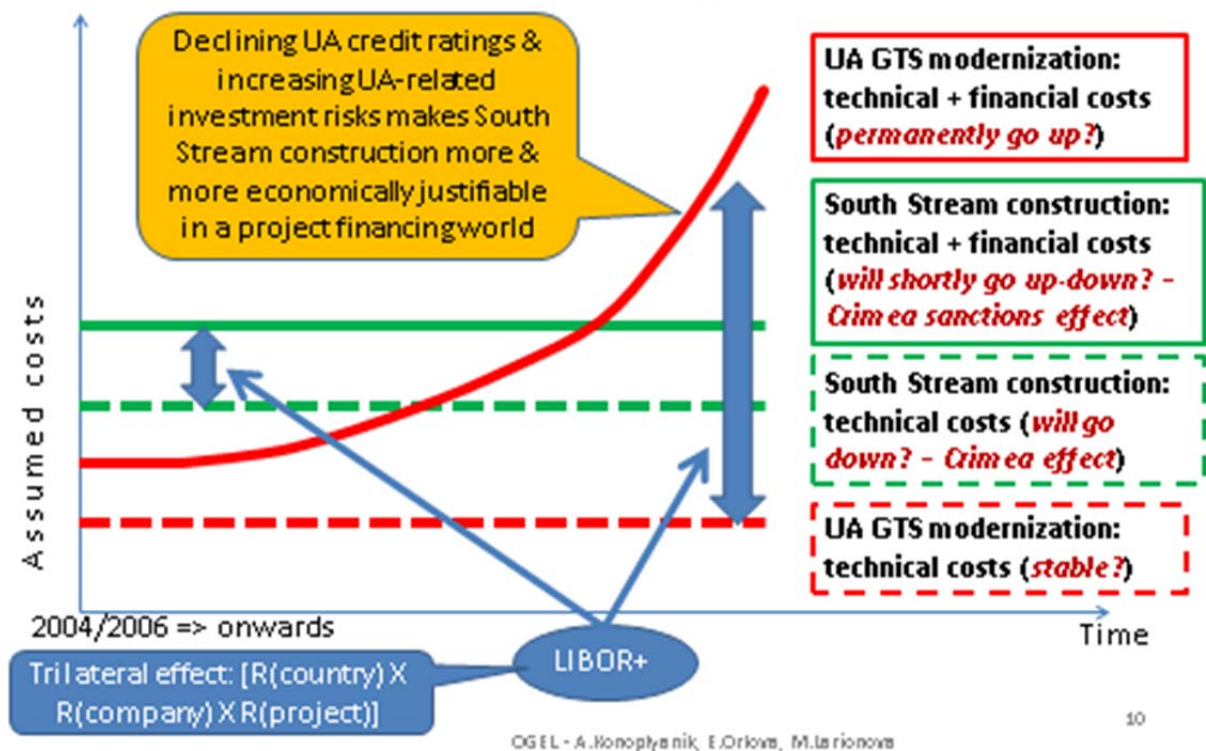 Declining UA credit ratings &
increasing UA-related
investment risks makes South
Stream construction more &
more economically justifiable
in a project financing world
UA GTS modernization:
technical + financial costs
(permanently go up?)
South Stream construction:
technical + financial costs
(will shortly go up-down? –
Crimea sanctions effect)
South Stream construction:
technical costs (will go
down? – Crimea effect)
UA GTS modernization:
technical costs (stable?)
Assumed costs
2004/2006 => onwards
Time
Trilateral effect: [R(country) X
R(company) X R(project)]
LIBOR+
10
OGEL - A.Konoplyanik, E.Orlova, M.Larionova